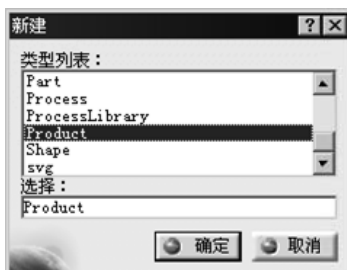 新建
类型列表：
Part
Process
ProcessLibrary
Product
Shape
svg
选择：
Product
确定 取消